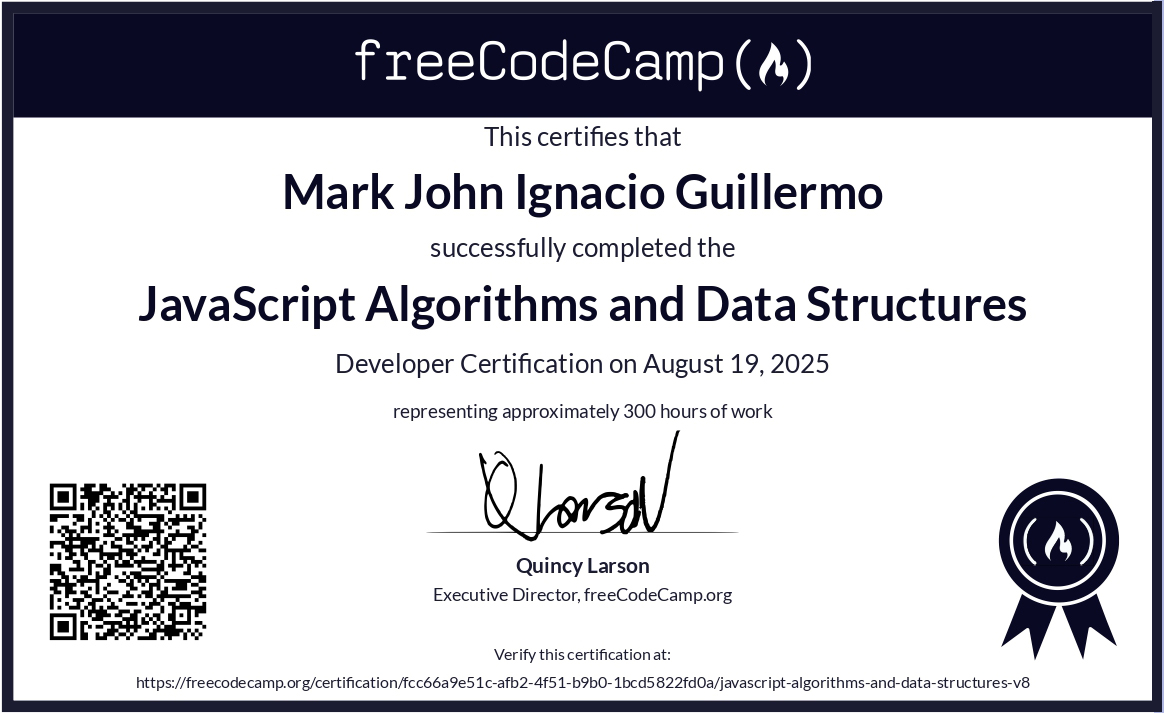 freeCodeCamp
This certifies that
Mark John Ignacio Guillermo
successfully completed the
JavaScript Algorithms and Data Structures
Developer Certification on August 19, 2025
representing approximately 300 hours of work
Q Larson
Quincy Larson
Executive Director, freeCodeCamp.org
Verify this certification at:
https://freecodecamp.org/certification/fcc66a9e51c-afb2-4f51-b9b0-1bcd5822fd0a/javascript-algorithms-and-data-structures-v8